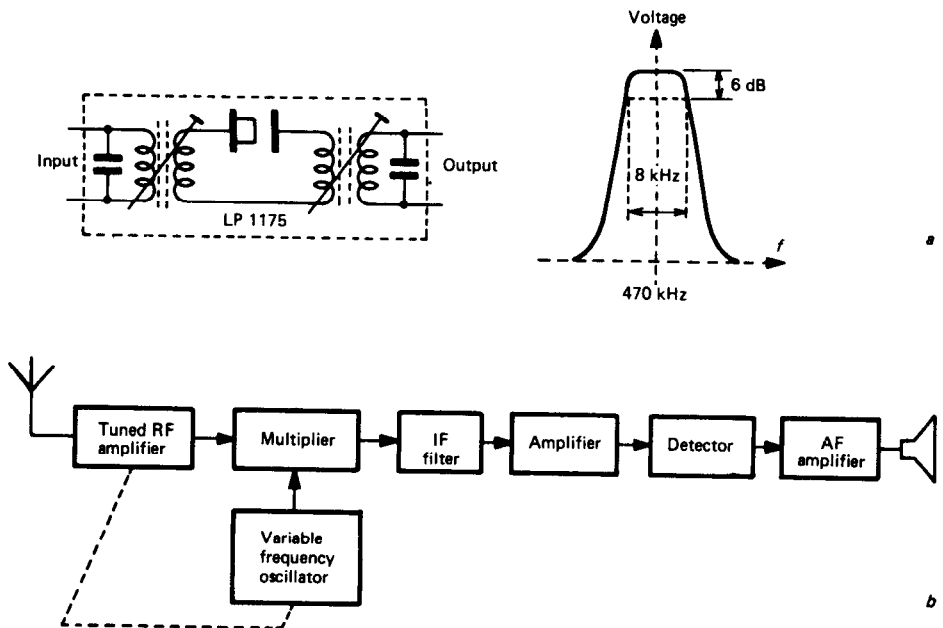 Voltage
6 dB
Input
Output
8 kHz
LP 1175
f
a
470 kHz
Tuned RF
amplifier
Multiplier
IF
filter
Amplifier
Detector
AF
amplifier
Variable
frequency
oscillator
b